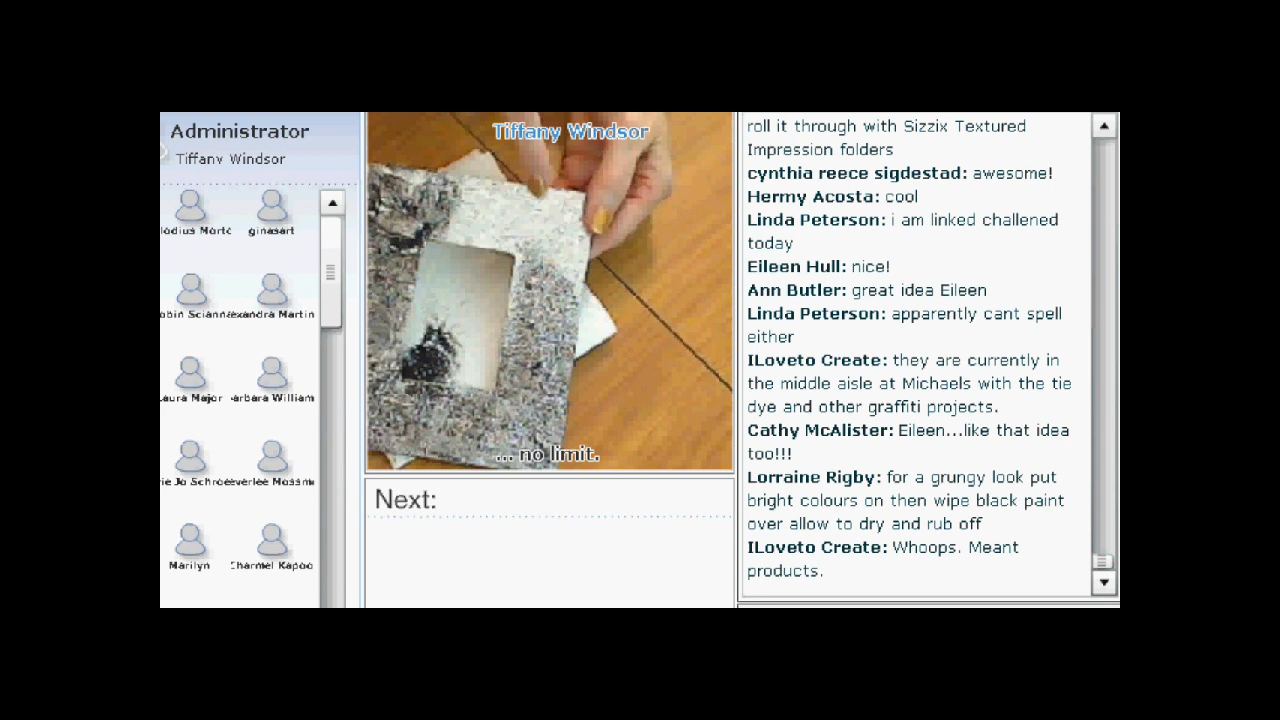 Administrator
Tiffany Windsor
ginasart
Laura Major
Marilyn
Tiffany Windsor
... no limit.
Next:
roll it through with Sizzix Textured
Impression folders
cynthia reece sigdestad: awesome!
Hermy Acosta: cool
Linda Peterson: i am linked challened
today
Eileen Hull: nice!
Ann Butler: great idea Eileen
Linda Peterson: apparently cant spell
either
ILoveto Create: they are currently in
the middle aisle at Michaels with the tie
dye and other graffiti projects.
Cathy McAlister: Eileen...like that idea
too!!!
Lorraine Rigby: for a grungy look put
bright colours on then wipe black paint
over allow to dry and rub off
ILoveto Create: Whoops. Meant
products.